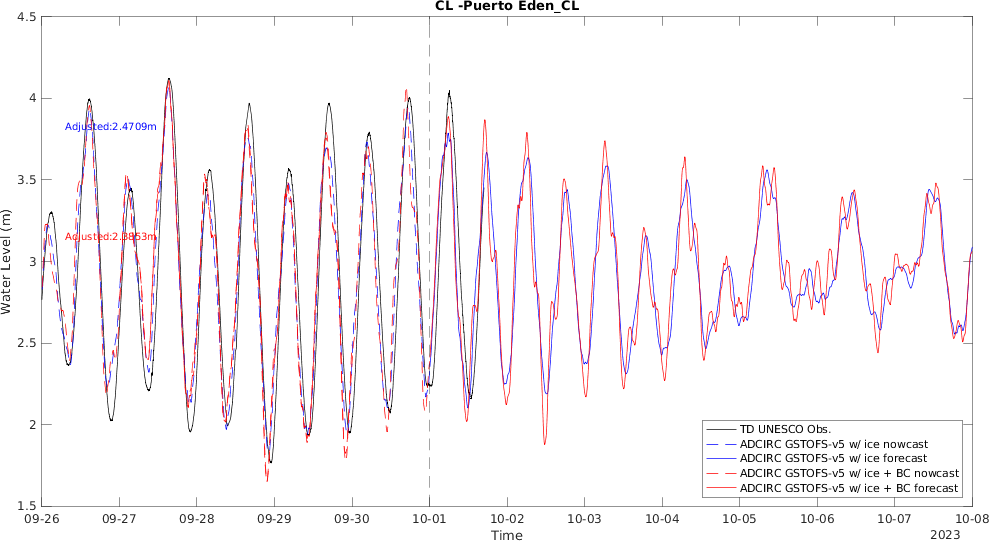 CL -Puerto Eden_CL
4.5
4
3.5
3
2.5
2
1.5
Water Level (m)
Adjusted:2.4709m
Adjusted:2.3853m
TD UNESCO Obs.
ADCIRC GSTOFS-v5 w/ ice nowcast
ADCIRC GSTOFS-v5 w/ ice forecast
ADCIRC GSTOFS-v5 w/ ice + BC nowcast
ADCIRC GSTOFS-v5 w/ ice + BC forecast
09-26 09-27 09-28 09-29 09-30 10-01 10-02 10-03 10-04 10-05 10-06 10-07 10-08
Time
2023